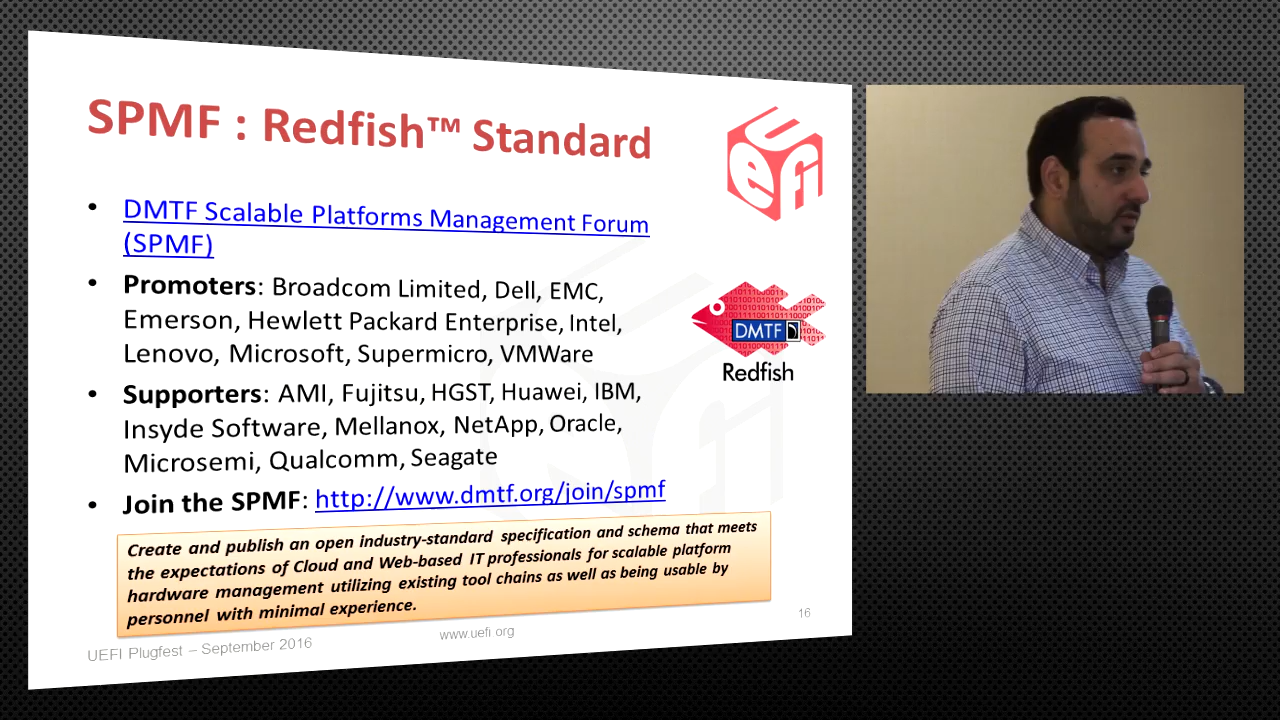 SPMF : Redfish™ Standard
• DMTF Scalable Platforms Management Forum
(SPMF)
• Promoters: Broadcom Limited, Dell, EMC,
Emerson, Hewlett Packard Enterprise, Intel,
Lenovo, Microsoft, Supermicro, VMWare
• Supporters: AMI, Fujitsu, HGST, Huawei, IBM,
Insyde Software, Mellanox, NetApp, Oracle,
Microsemi, Qualcomm, Seagate
• Join the SPMF: http://www.dmtf.org/join/spmf
Create and publish an open industry-standard specification and schema that meets
the expectations of Cloud and Web-based IT professionals for scalable platform
hardware management utilizing existing tool chains as well as being usable by
personnel with minimal experience.
UEFI Plugfest – September 2016
www.uefi.org
16
UEFI
DMTF
Redfish